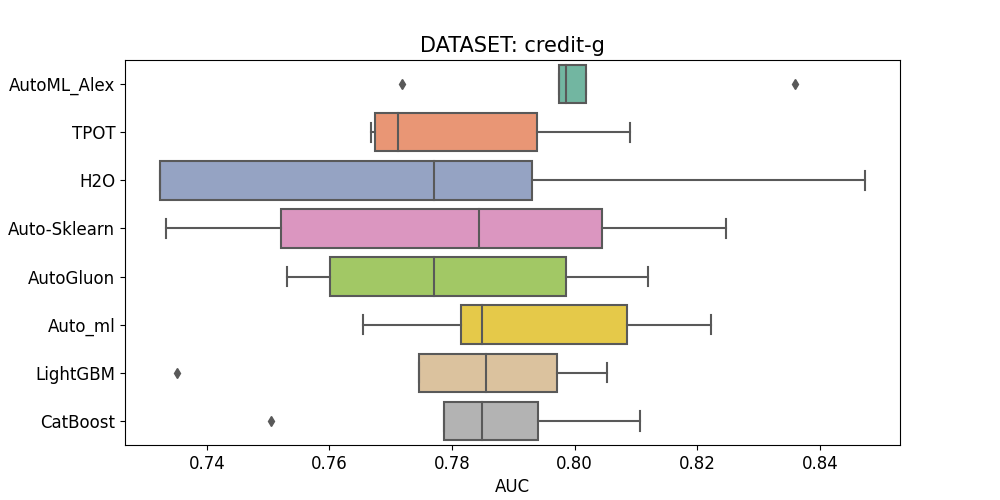 DATASET: credit-g
AutoML_Alex
TPOT
H2O
Auto-Sklearn
AutoGluon
Auto_ml
LightGBM
CatBoost
0.74 0.76 0.78 0.80 0.82 0.84
AUC